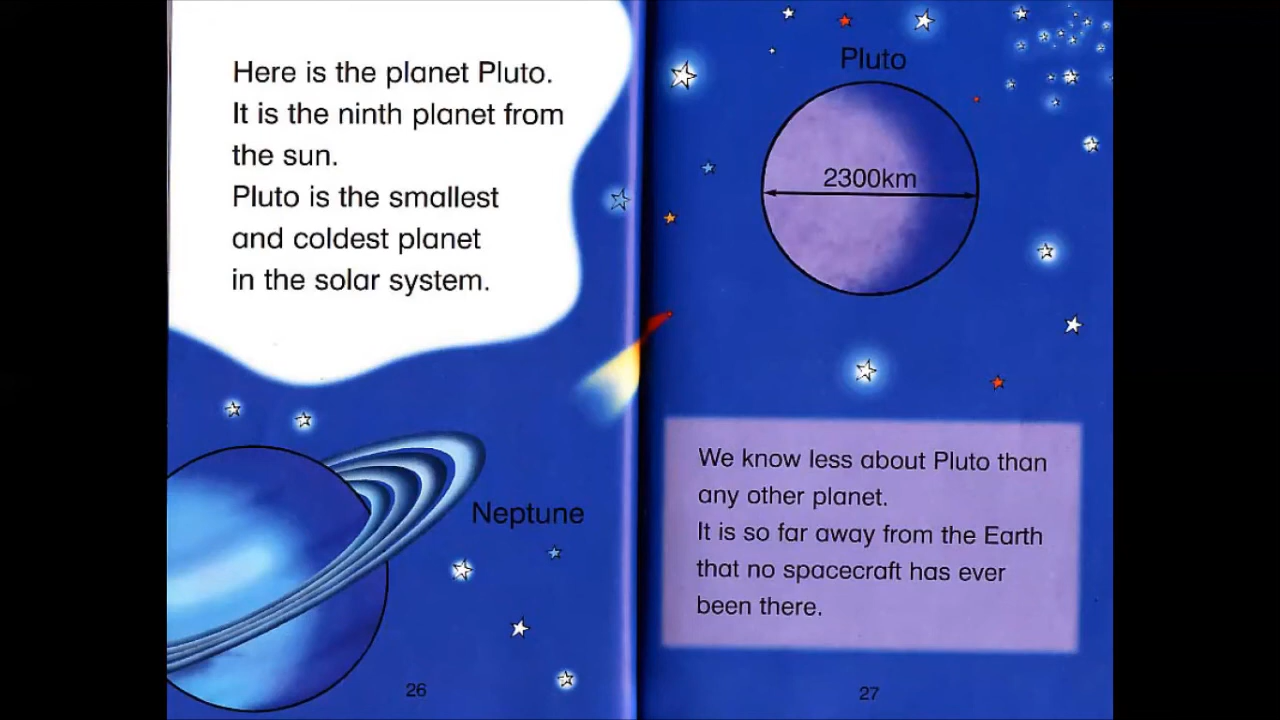 Here is the planet Pluto.
It is the ninth planet from
the sun.
Pluto is the smallest
and coldest planet
in the solar system.
Neptune
26
Pluto
2300km
We know less about Pluto than
any other planet.
It is so far away from the Earth
that no spacecraft has ever
been there.
27